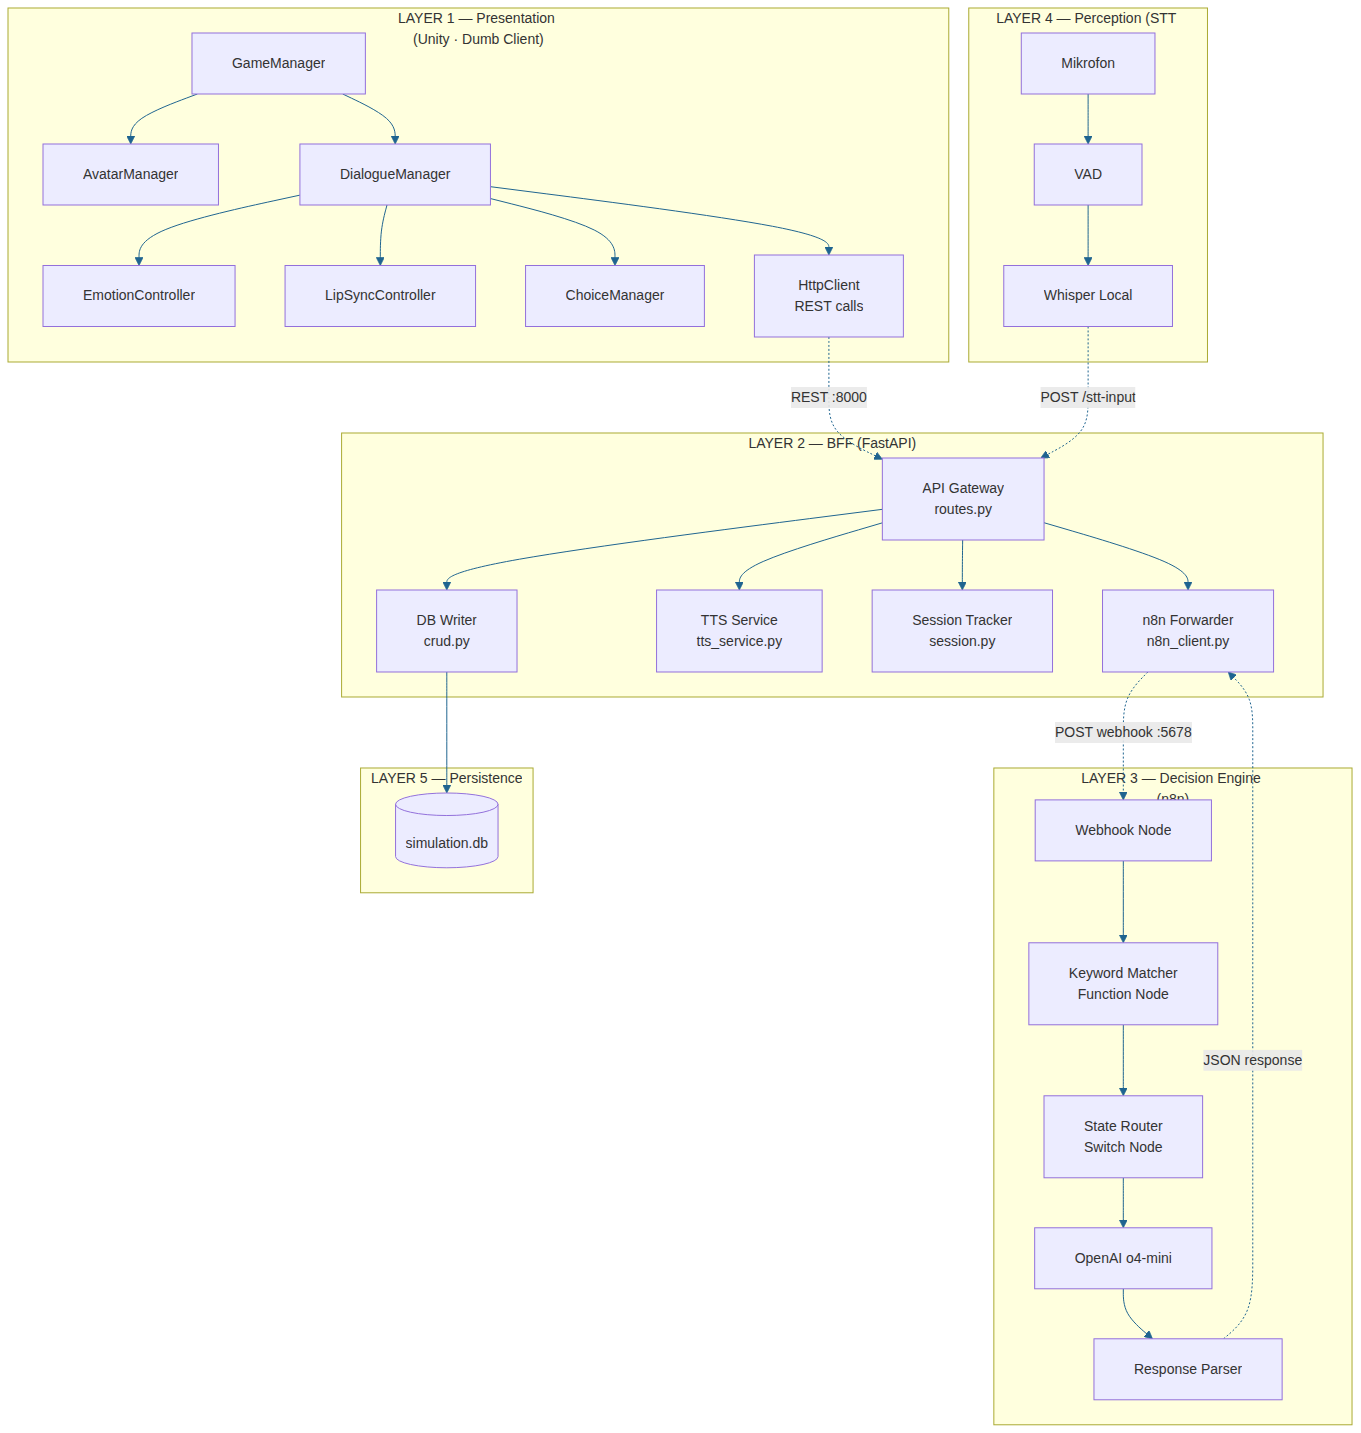 LAYER 1 — Presentation
(Unity · Dumb Client)
GameManager
AvatarManager
DialogueManager
EmotionController
LipSyncController
ChoiceManager
HttpClient
REST calls
LAYER 4 — Perception (STT
Mikrofon
VAD
Whisper Local
REST :8000
POST /stt-input
LAYER 2 — BFF (FastAPI)
API Gateway
routes.py
DB Writer
crud.py
TTS Service
tts_service.py
Session Tracker
session.py
n8n Forwarder
n8n_client.py
POST webhook :5678
LAYER 5 — Persistence
simulation.db
LAYER 3 — Decision Engine
(n8n)
Webhook Node
Keyword Matcher
Function Node
JSON response
State Router
Switch Node
OpenAI o4-mini
Response Parser